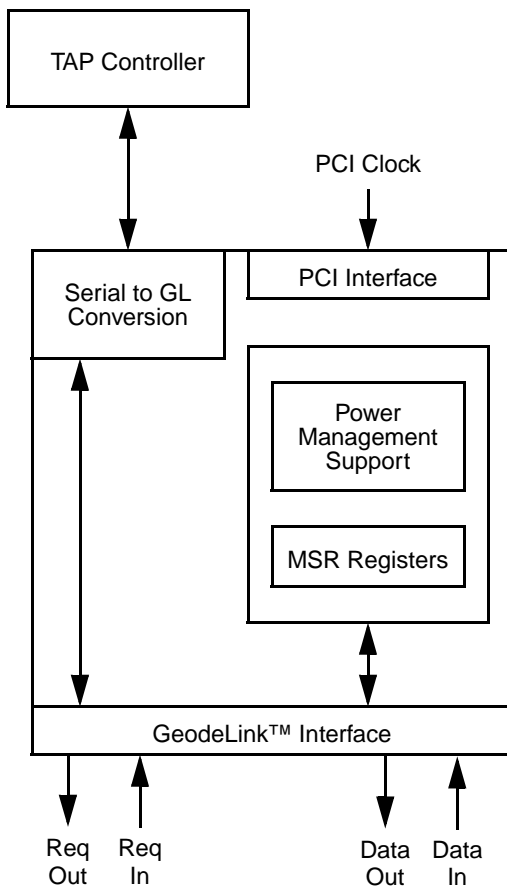 TAP Controller
PCI Clock
Serial to GL
Conversion
PCI Interface
Power
Management
Support
MSR Registers
GeodeLink™ Interface
Req
Out
Req
In
Data
Out
Data
In